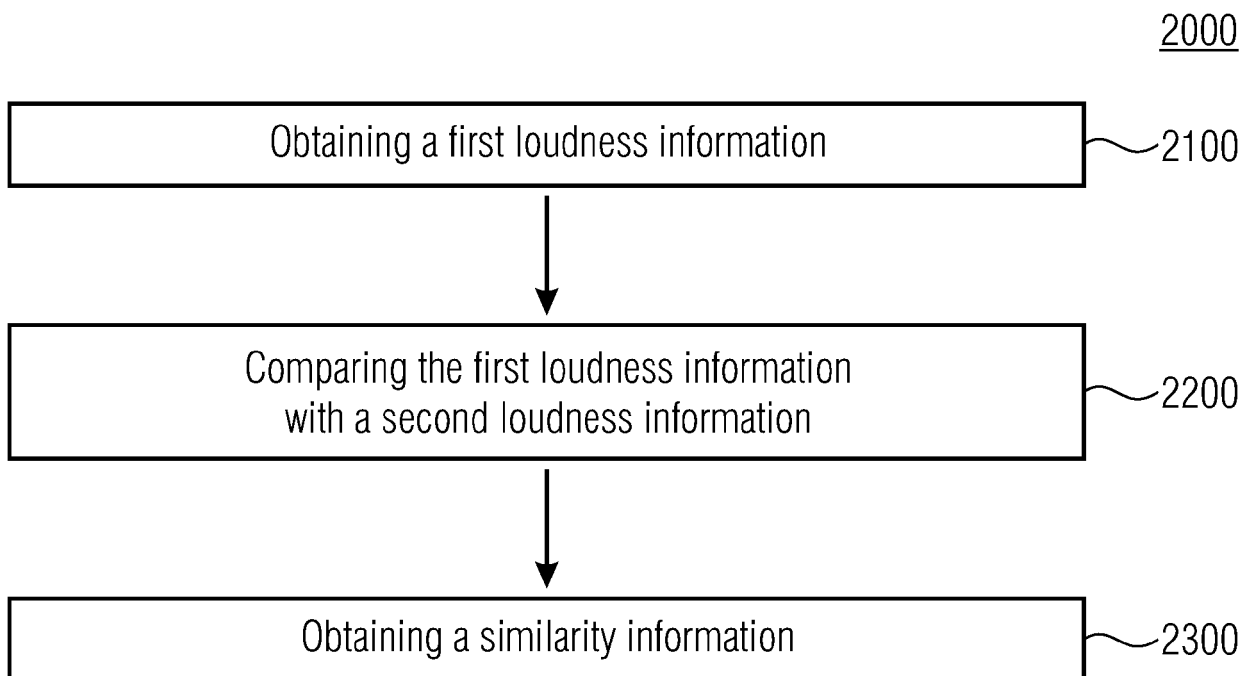 2000
Obtaining a first loudness information
2100
Comparing the first loudness information
with a second loudness information
2200
Obtaining a similarity information
2300